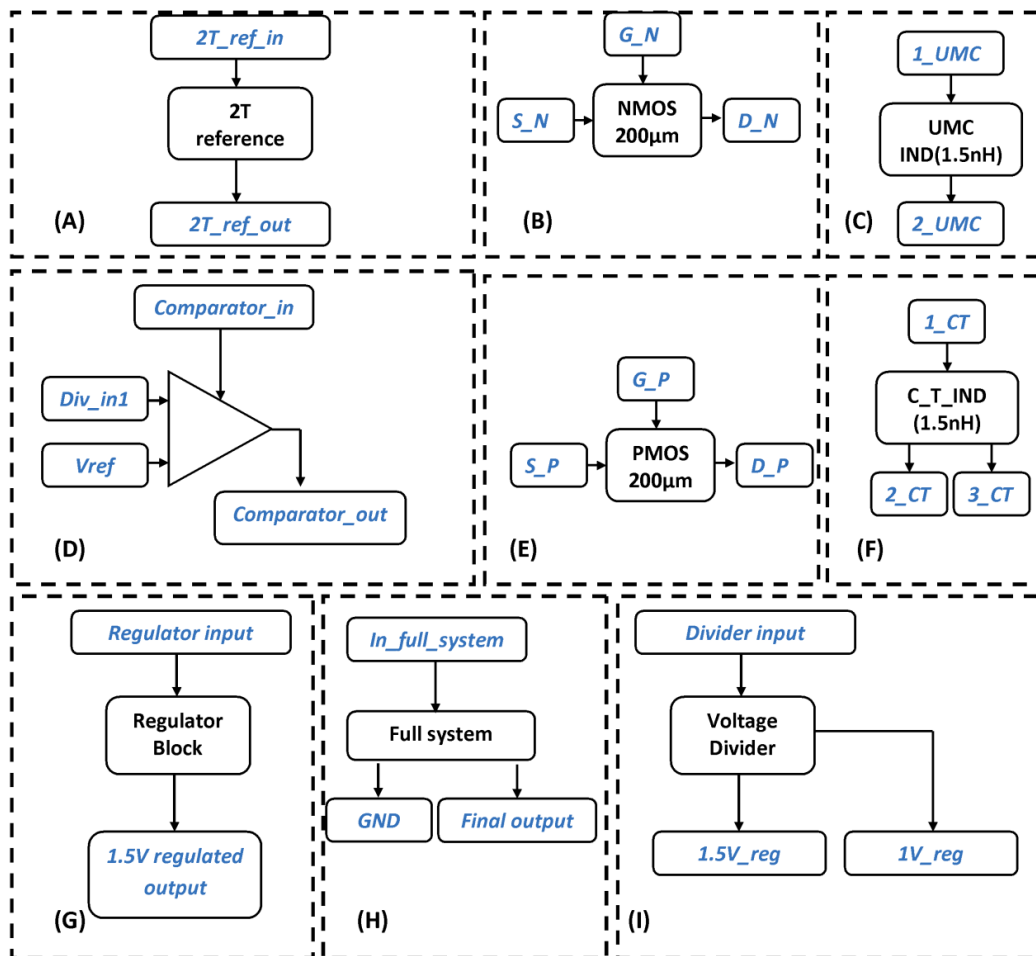 2T_ref_in
2T
reference
2T_ref_out
(A)
G_N
S_N
NMOS
200µm
D_N
(B)
1_UMC
UMC
IND(1.5nH)
2_UMC
(C)
Comparator_in
Div_in1
Vref
Comparator_out
(D)
G_P
S_P
PMOS
200µm
D_P
(E)
1_CT
C_T_IND
(1.5nH)
2_CT
3_CT
(F)
Regulator input
Regulator
Block
1.5V regulated
output
(G)
In_full_system
Full system
GND
Final output
(H)
Divider input
Voltage
Divider
1.5V_reg
1V_reg
(I)